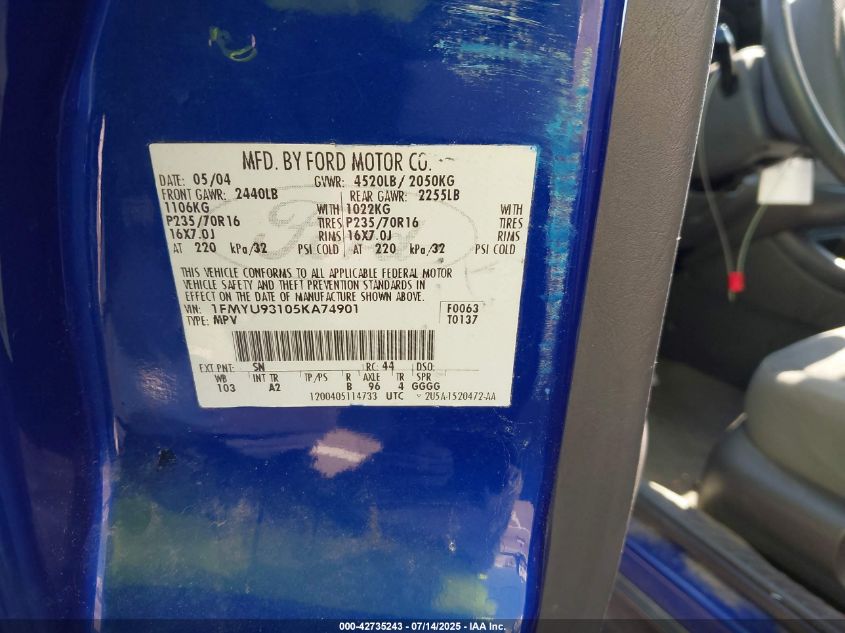 MFD. BY FORD MOTOR CO.
DATE: 05/04 GVWR: 4520LB/ 2050KG
FRONT GAWR: 2440LB REAR GAWR: 2255LB
1106KG WITH 1022KG WITH
P235/70R16 TIRES P235/70R16 TIRES
16X7.0J RIMS 16X7.0J RIMS
AT 220 kPa/32 PSI COLD AT 220 kPa/32 PSI COLD
THIS VEHICLE CONFORMS TO ALL APPLICABLE FEDERAL MOTOR
VEHICLE SAFETY AND THEFT PREVENTION STANDARDS IN
EFFECT ON THE DATE OF MANUFACTURE SHOWN ABOVE.
VIN: 1FMYU93105KA74901 F0063
TYPE: MPV T0137
EXT PNT: SN RC: 44 DSO:
WB INT TR TP/PS R AXLE TR SPR
103 A2 B 96 4 GGGG
1200405114733 UTC 2U5A-1520472-AA
Ford
000-42735243 - 07/14/2025 - IAA Inc.